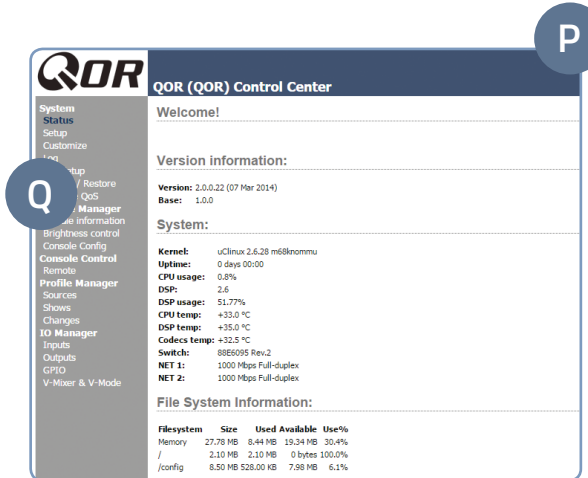 P
QOR
QOR (QOR) Control Center
System
Status
Setup
Customize
Q
/ Restore
QoS
Manager
information
Brightness control
Console Config
Console Control
Remote
Profile Manager
Sources
Shows
Changes
IO Manager
Inputs
Outputs
GPIO
V-Mixer & V-Mode
Welcome!
Version information:
Version: 2.0.0.22 (07 Mar 2014)
Base: 1.0.0
System:
Kernel: uClinux 2.6.28 m68knommu
Uptime: 0 days 00:00
CPU usage: 0.8%
DSP: 2.6
DSP usage: 51.77%
CPU temp: +33.0 °C
DSP temp: +35.0 °C
Codecs temp: +32.5 °C
Switch: 88E6095 Rev.2
NET 1: 1000 Mbps Full-duplex
NET 2: 1000 Mbps Full-duplex
File System Information:
Filesystem Size Used Available Use%
Memory 27.78 MB 8.44 MB 19.34 MB 30.4%
/ 2.10 MB 2.10 MB 0 bytes 100.0%
/config 8.50 MB 528.00 KB 7.98 MB 6.1%